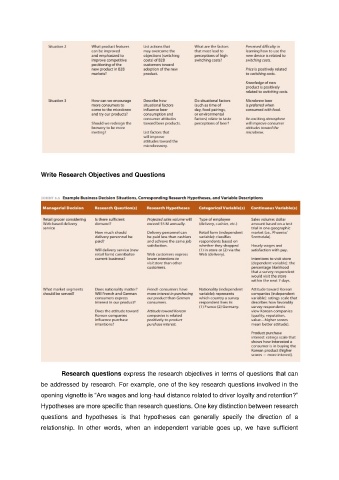 Situation 2 What product features List actions that What are the factors Perceived difficulty in
can be improved may overcome the that most lead to learning how to use the
and emphasized to objections (switching perceptions of high new device is related to
improve competitive costs) of B2B switching costs? switching costs.
positioning of the customers toward
new product in B2B adoption of the new Price is positively related
markets? product. to switching costs.
Knowledge of new
product is positively
related to switching costs.
Situation 3 How can we encourage Describe how Do situational factors Microbrew beer
more consumers to situational factors (such as time of is preferred when
come to the microbrew influence beer day, food pairings, consumed with food.
and try our products? consumption and or environmental
consumer attitudes factors) relate to taste An exciting atmosphere
Should we redesign the toward beer products. perceptions of beer? will improve consumer
brewery to be more attitudes toward the
inviting? List factors that microbrew.
will improve
attitudes toward the
microbrewery.
Write Research Objectives and Questions
Example Business Decision Situations, Corresponding Research Hypotheses, and Variable Descriptions
Managerial Decision Research Question(s) Research Hypotheses Categorical Variable(s) Continuous Variable(s)
Retail grocer considering Is there sufficient Projected sales volume will Type of employee Sales volume: dollar
Web-based delivery demand? exceed $5 M annually. (delivery, cashier, etc.) amount based on a test
service trial in one geographic
How much should Delivery personnel can Retail form (independent market (i.e., Phoenix/
delivery personnel be be paid less than cashiers variable): classifies Scottsdale)
paid? and achieve the same job respondents based on
satisfaction. whether they shopped Hourly wages and
Will delivery service (new (1) in store or (2) via the satisfaction with pay.
retail form) cannibalize Web customers express Web (delivery).
current business? lower intentions to Intentions to visit store
visit store than other (dependent variable): the
customers. percentage likelihood
that a survey respondent
would visit the store
within the next 7 days
What market segments Does nationality matter? French consumers have Nationality (independent Attitude toward Korean
should be served? Will French and German more interest in purchasing variable): represents companies (independent
consumers express our product than German which country a survey variable): ratings scale that
interest in our product? consumers. respondent lives in: describes how favorably
(1) France (2) Germany survey respondents
Does the attitude toward Attitude toward Korean view Korean companies
Korean companies companies is related (quality, reputation,
influence purchase positively to product value—higher scores
intentions? purchase interest. mean better attitude).
Product purchase
interest: ratings scale that
shows how interested a
consumer is in buying the
Korean product (higher
scores = more interest).
Research questions express the research objectives in terms of questions that can
be addressed by research. For example, one of the key research questions involved in the
opening vignette is "Are wages and long-haul distance related to driver loyalty and retention?"
Hypotheses are more specific than research questions. One key distinction between research
questions and hypotheses is that hypotheses can generally specify the direction of a
relationship. In other words, when an independent variable goes up, we have sufficient